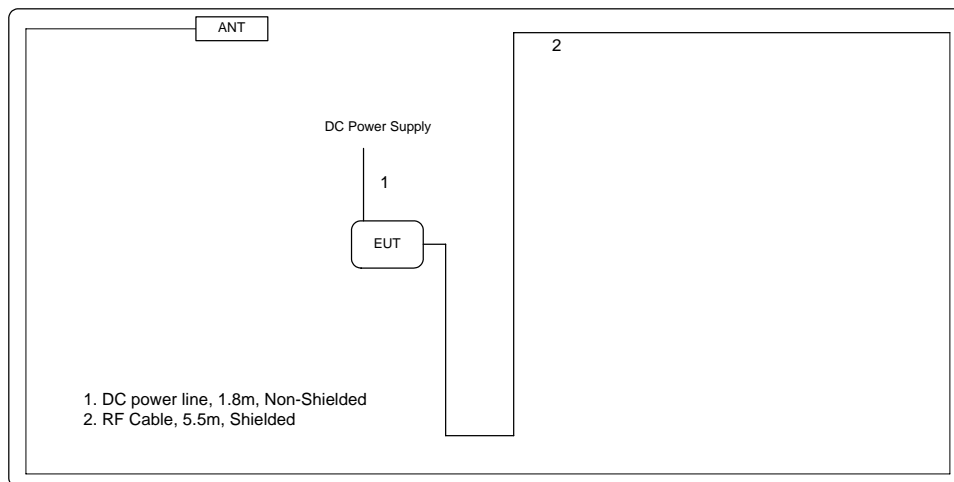 ANT
2
DC Power Supply
1
EUT
1. DC power line, 1.8m, Non-Shielded
2. RF Cable, 5.5m, Shielded